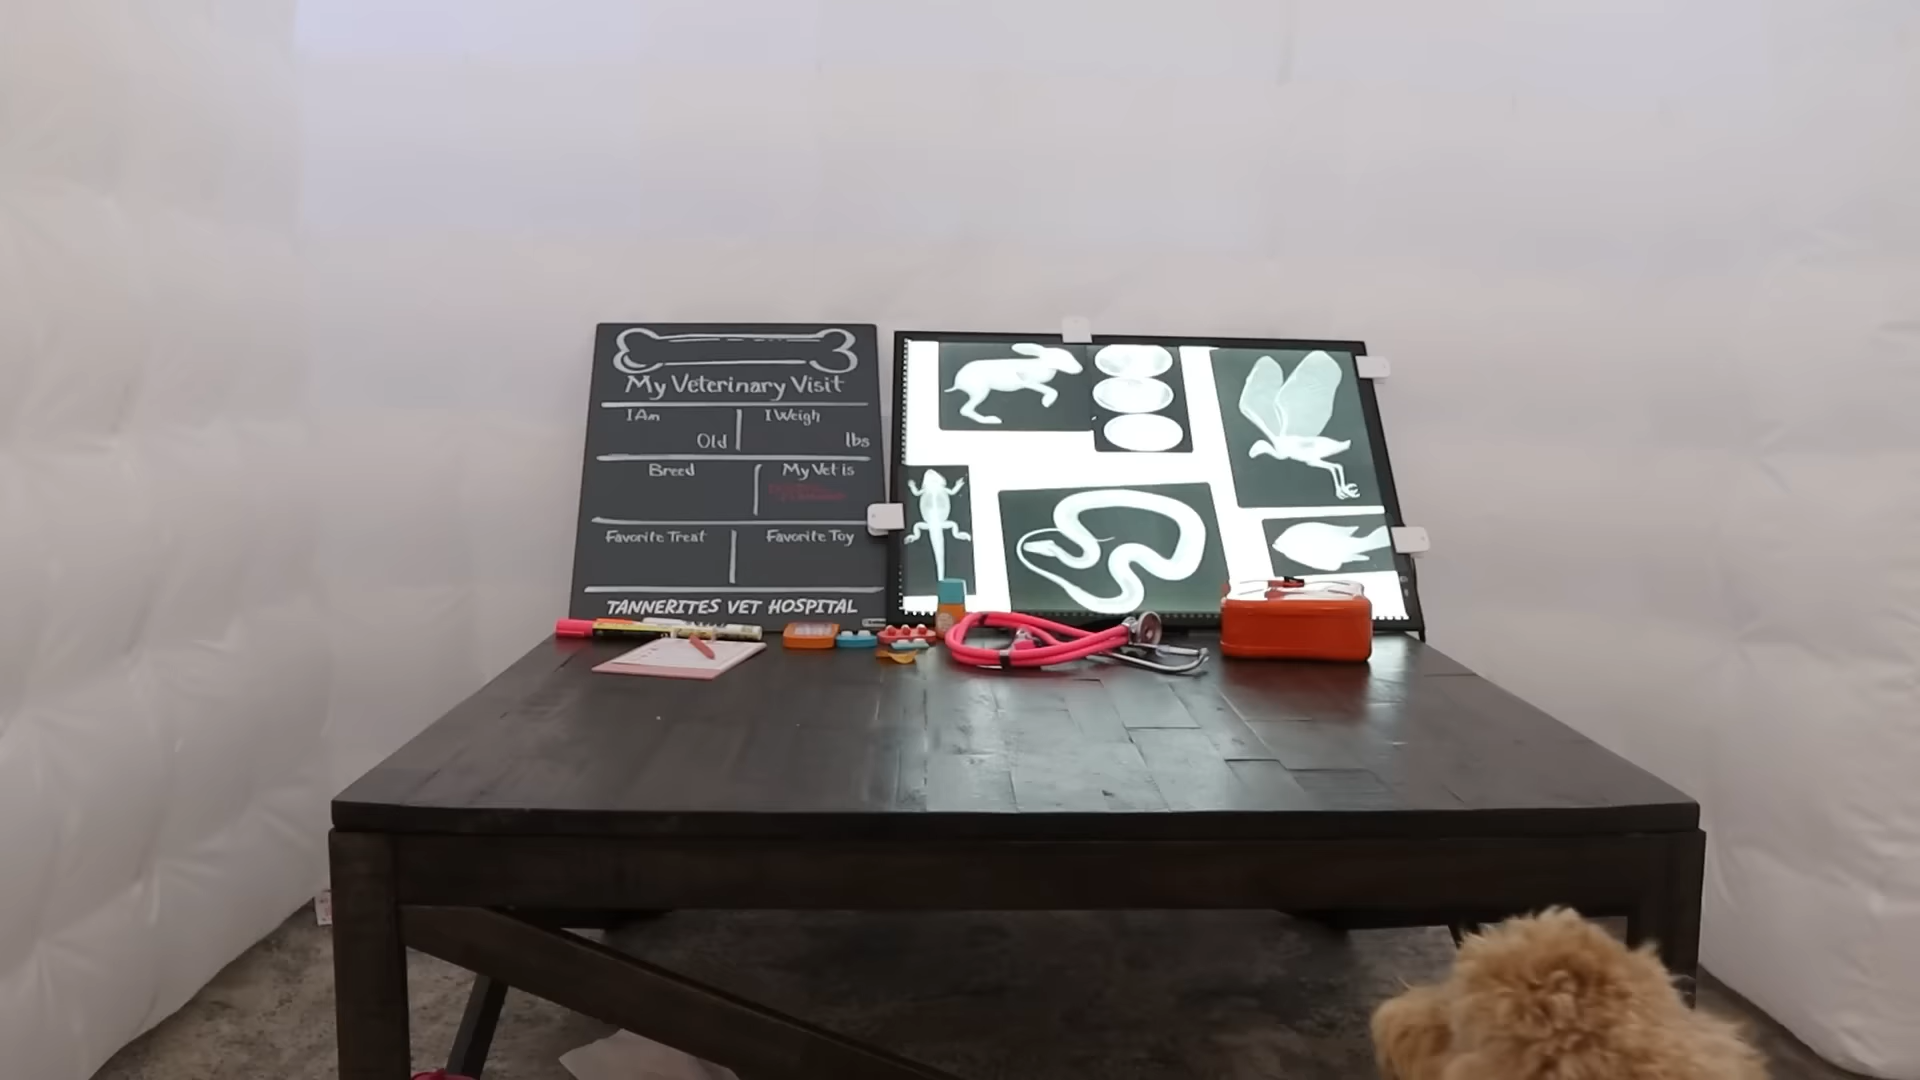 My Veterinary Visit
I Am
I Weigh
Old
lbs
Breed
My Vet is
Favorite Treat
Favorite Toy
TANNERITES VET HOSPITAL